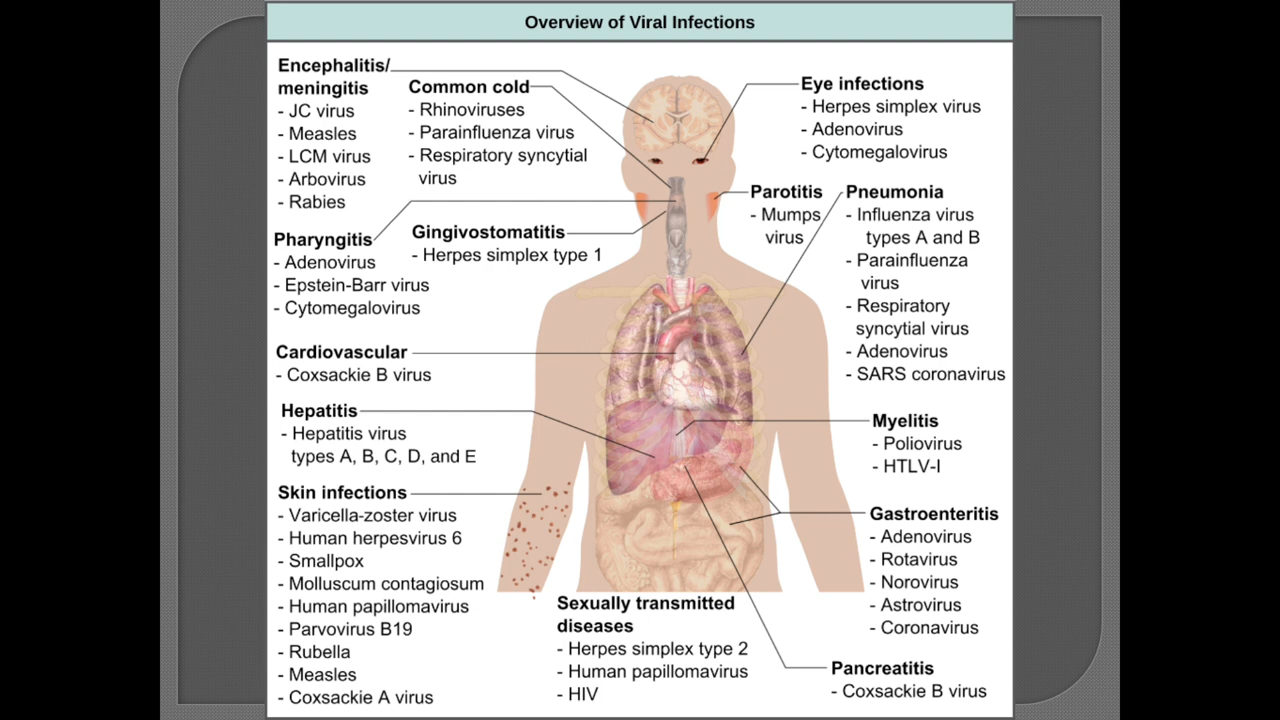 Overview of Viral Infections
Encephalitis/
meningitis
- JC virus
- Measles
- LCM virus
- Arbovirus
- Rabies
Common cold
- Rhinoviruses
- Parainfluenza virus
- Respiratory syncytial
virus
Eye infections
- Herpes simplex virus
- Adenovirus
- Cytomegalovirus
Parotitis
- Mumps
virus
Pneumonia
- Influenza virus
types A and B
- Parainfluenza
virus
- Respiratory
syncytial virus
- Adenovirus
- SARS coronavirus
Pharyngitis
- Adenovirus
- Epstein-Barr virus
- Cytomegalovirus
Gingivostomatitis
- Herpes simplex type 1
Cardiovascular
- Coxsackie B virus
Hepatitis
- Hepatitis virus
types A, B, C, D, and E
Myelitis
- Poliovirus
- HTLV-I
Skin infections
- Varicella-zoster virus
- Human herpesvirus 6
- Smallpox
- Molluscum contagiosum
- Human papillomavirus
- Parvovirus B19
- Rubella
- Measles
- Coxsackie A virus
Gastroenteritis
- Adenovirus
- Rotavirus
- Norovirus
- Astrovirus
- Coronavirus
Sexually transmitted
diseases
- Herpes simplex type 2
- Human papillomavirus
- HIV
Pancreatitis
- Coxsackie B virus